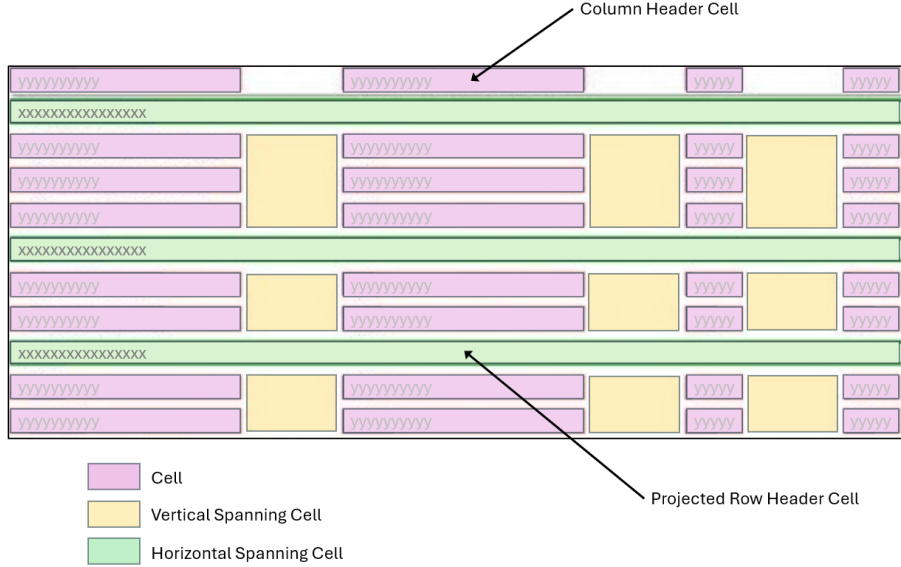 Column Header Cell
yyyyyyyyyy yyyyyyyyyy yyyyy yyyyy
xxxxxxxxxxxxxxxx
yyyyyyyyyy yyyyyyyyyy yyyyy yyyyy
yyyyyyyyyy yyyyyyyyyy yyyyy yyyyy
yyyyyyyyyy yyyyyyyyyy yyyyy yyyyy
xxxxxxxxxxxxxxxx
yyyyyyyyyy yyyyyyyyyy yyyyy yyyyy
yyyyyyyyyy yyyyyyyyyy yyyyy yyyyy
xxxxxxxxxxxxxxxx
yyyyyyyyyy yyyyyyyyyy yyyyy yyyyy
yyyyyyyyyy yyyyyyyyyy yyyyy yyyyy
Cell
Projected Row Header Cell
Vertical Spanning Cell
Horizontal Spanning Cell